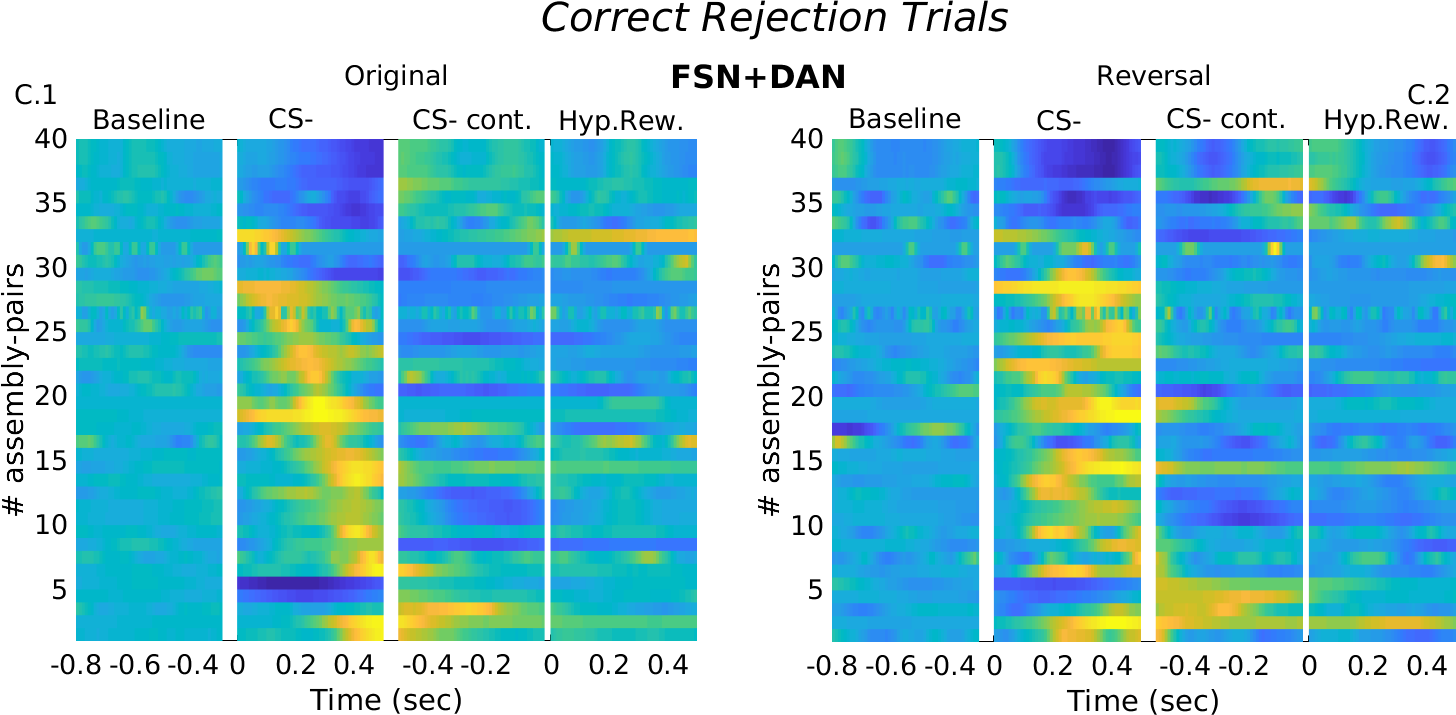 Correct Rejection Trials
Original FSN+DAN Reversal
C.1 C.2
Baseline CS- CS- cont. Hyp.Rew. Baseline CS- CS- cont. Hyp.Rew.
40 40
35 35
30 30
25 25
20 20
15 15
10 10
5 5
# assembly-pairs # assembly-pairs
-0.8 -0.6 -0.4 0 0.2 0.4 -0.4 -0.2 0 0.2 0.4 -0.8 -0.6 -0.4 0 0.2 0.4 -0.4 -0.2 0 0.2 0.4
Time (sec) Time (sec)